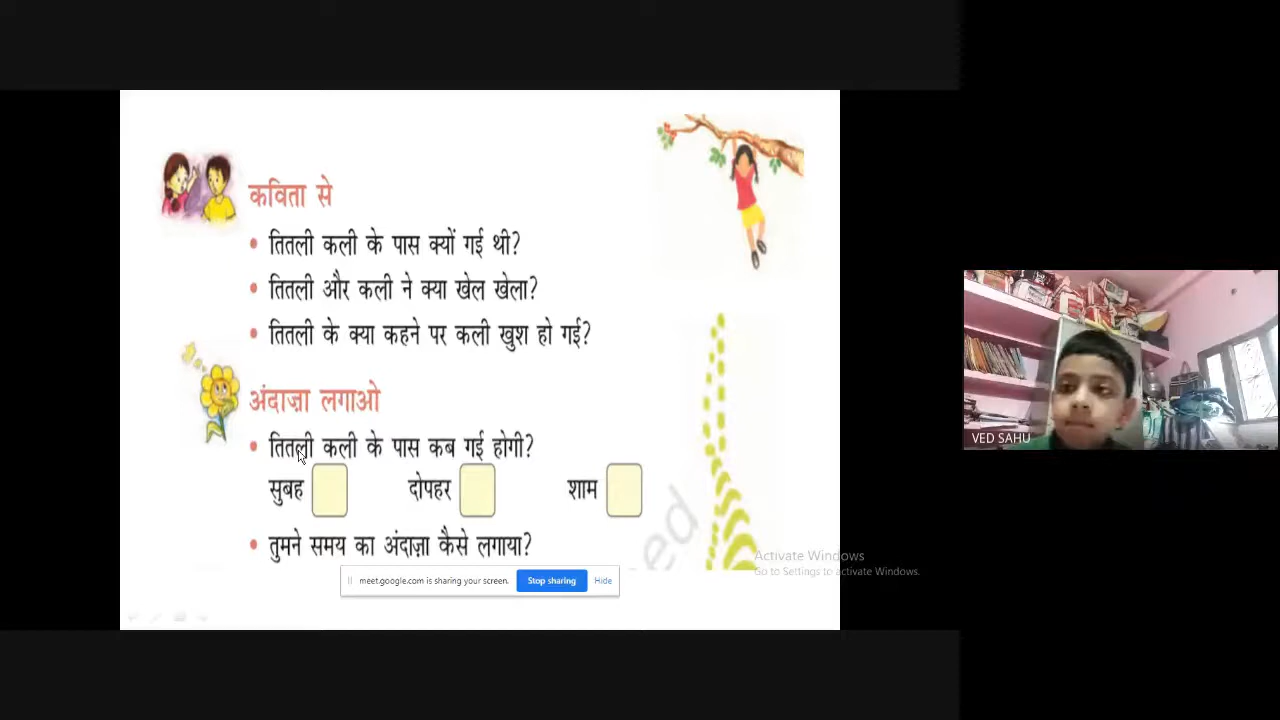 कविता से
• तितली कली के पास क्यों गई थी?
• तितली और कली ने क्या खेल खेला?
• तितली के क्या कहने पर कली खुश हो गई?
अंदाज़ा लगाओ
• तितली कली के पास कब गई होगी?
सुबह दोपहर शाम
• तुमने समय का अंदाज़ा कैसे लगाया?
ed
meet.google.com is sharing your screen. Stop sharing Hide
Activate Windows
Go to Settings to activate Windows.
VED SAHU